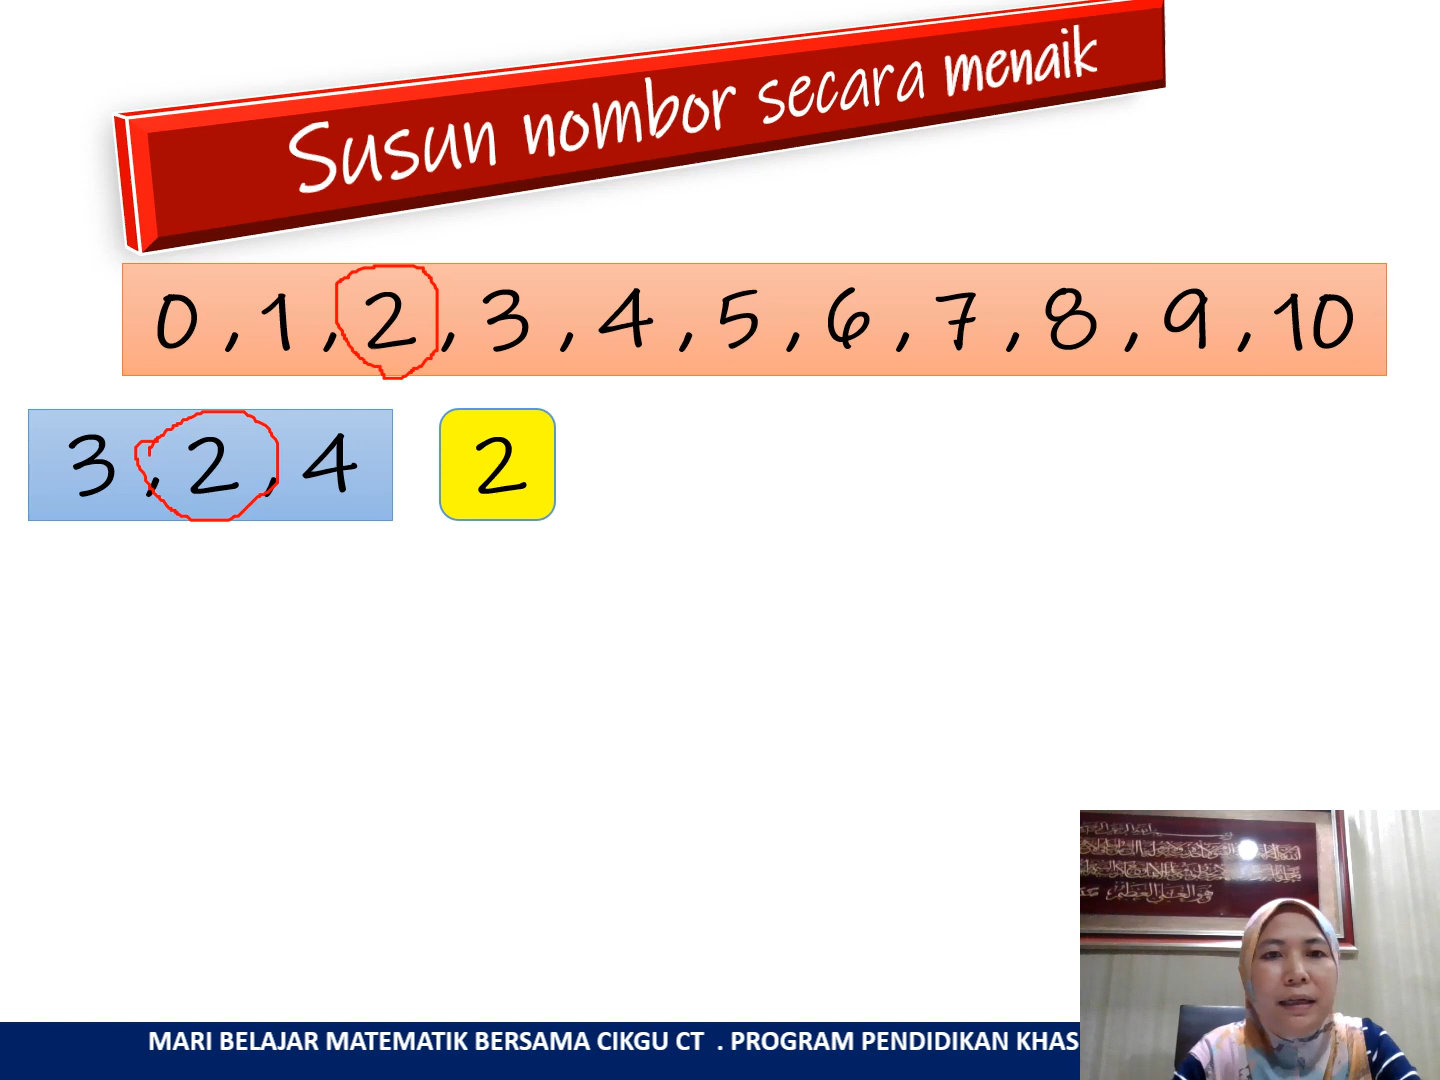 Susun nombor secara menaik
0 , 1 , 2 , 3 , 4 , 5 , 6 , 7 , 8 , 9 , 10
3 , 2 , 4
2
MARI BELAJAR MATEMATIK BERSAMA CIKGU CT . PROGRAM PENDIDIKAN KHAS